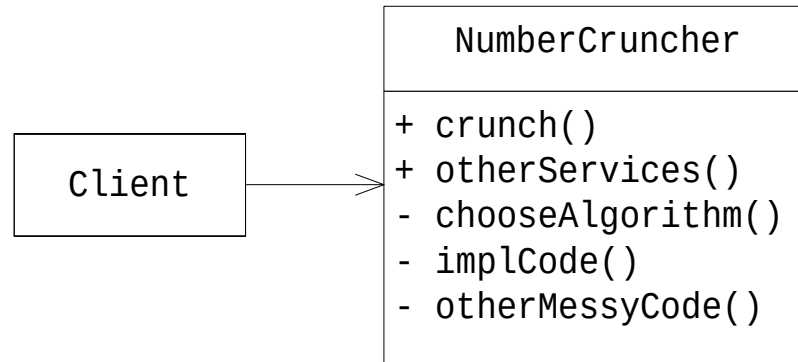 NumberCruncher
Client
+ crunch()
+ otherServices()
- chooseAlgorithm()
- implCode()
- otherMessyCode()